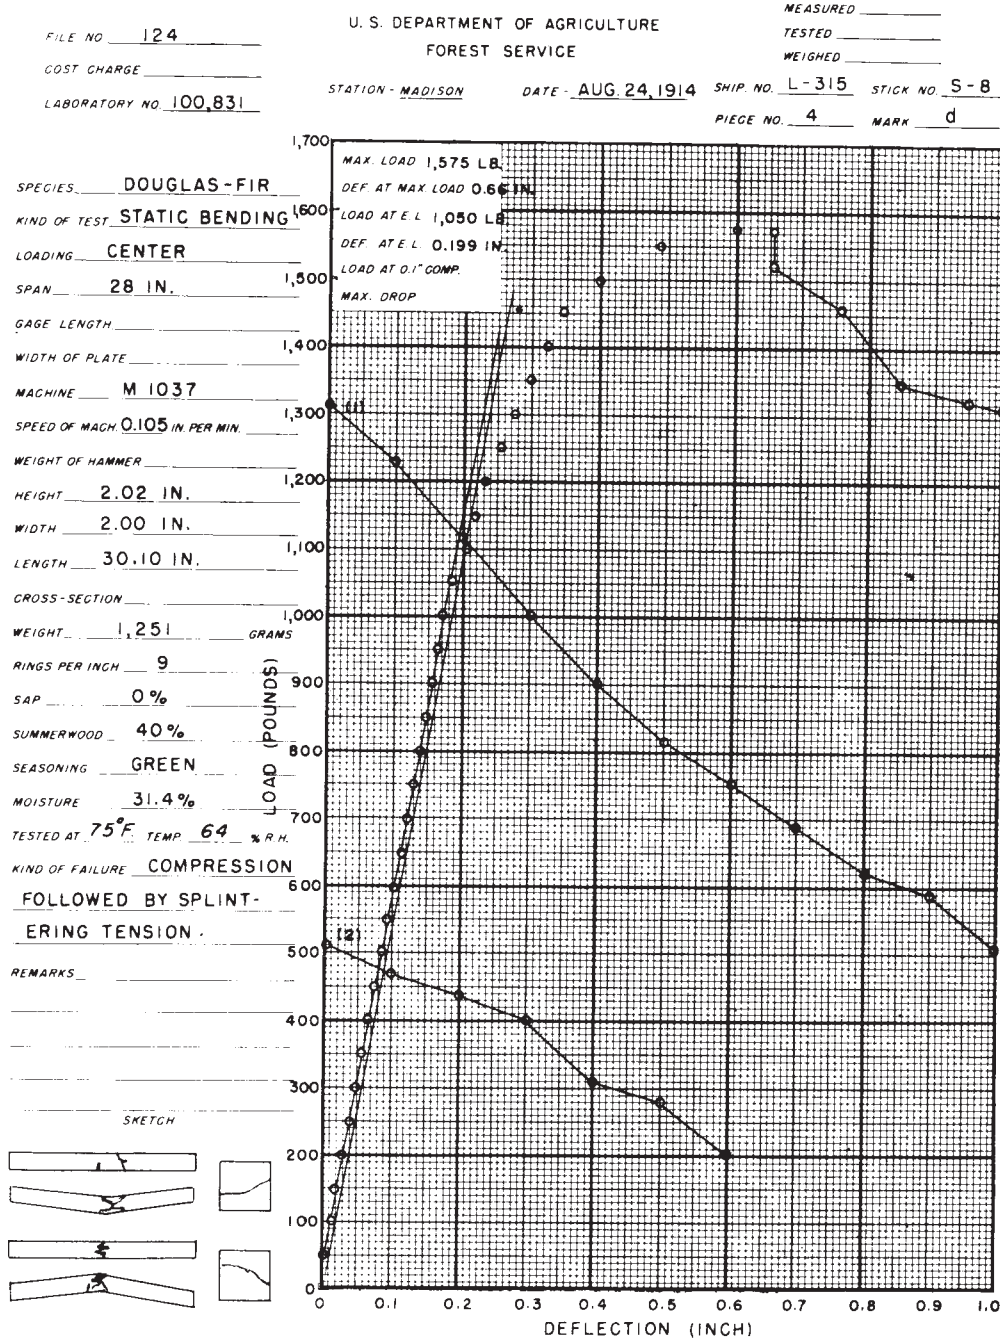 U. S. DEPARTMENT OF AGRICULTURE
FOREST SERVICE
MEASURED
TESTED
WEIGHED
FILE NO 124
COST CHARGE
LABORATORY NO. 100,831
STATION - MADISON DATE - AUG. 24, 1914 SHIP. NO. L-315 STICK NO. S-8
PIECE NO. 4 MARK d
SPECIES DOUGLAS-FIR
KIND OF TEST STATIC BENDING
LOADING CENTER
SPAN 28 IN.
GAGE LENGTH
WIDTH OF PLATE
MACHINE M 1037
SPEED OF MACH. 0.105 IN. PER MIN.
WEIGHT OF HAMMER
HEIGHT 2.02 IN.
WIDTH 2.00 IN.
LENGTH 30.10 IN.
CROSS-SECTION
WEIGHT 1,251 GRAMS
RINGS PER INCH 9
SAP 0%
SUMMERWOOD 40%
SEASONING GREEN
MOISTURE 31.4%
TESTED AT 75°F. TEMP. 64 % R.H.
KIND OF FAILURE COMPRESSION
FOLLOWED BY SPLINT-
ERING TENSION.
REMARKS
SKETCH
MAX. LOAD 1,575 LB.
DEF. AT MAX. LOAD 0.66 IN.
LOAD AT E.L. 1,050 LB.
DEF. AT E.L. 0.199 IN.
LOAD AT 0.1" COMP.
MAX. DROP
LOAD (POUNDS)
1,700
1,600
1,500
1,400
1,300
1,200
1,100
1,000
900
800
700
600
500
400
300
200
100
0
(1)
(2)
0 0.1 0.2 0.3 0.4 0.5 0.6 0.7 0.8 0.9 1.0
DEFLECTION (INCH)